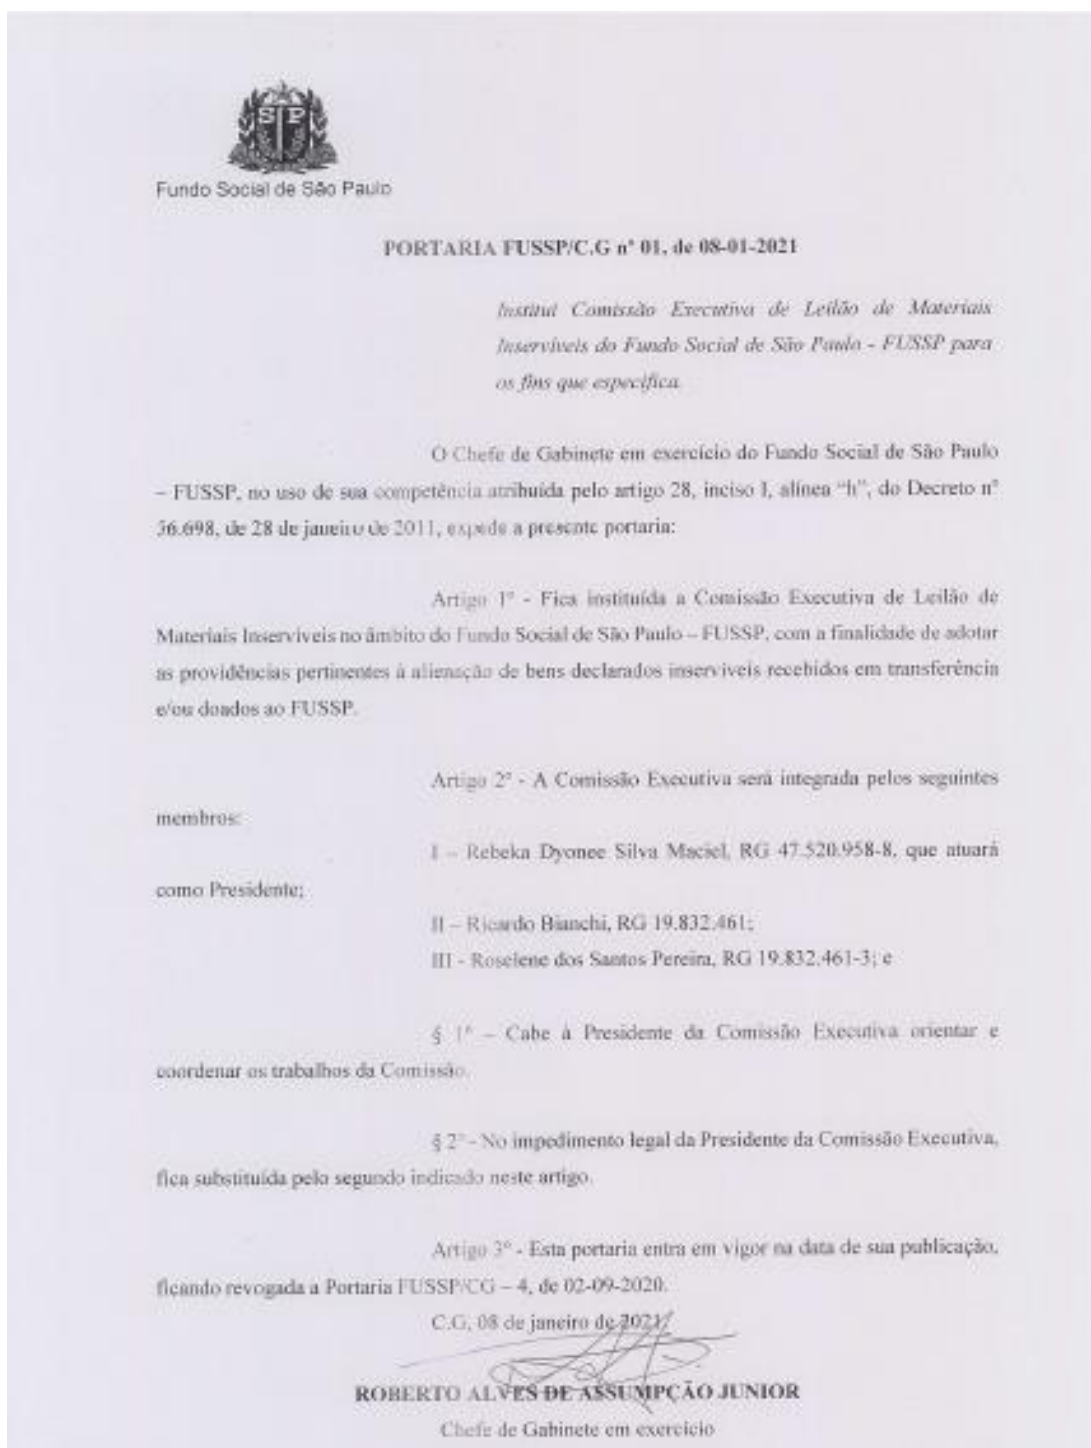 SP
Fundo Social de São Paulo
PORTARIA FUSSP/C.G nº 01, de 08-01-2021
Institui Comissão Executiva de Leilão de Materiais
Inservíveis do Fundo Social de São Paulo - FUSSP para
os fins que especifica.
O Chefe de Gabinete em exercício do Fundo Social de São Paulo
– FUSSP, no uso de sua competência atribuída pelo artigo 28, inciso I, alínea “h”, do Decreto nº
56.698, de 28 de janeiro de 2011, expede a presente portaria:
Artigo 1º - Fica instituída a Comissão Executiva de Leilão de
Materiais Inservíveis no âmbito do Fundo Social de São Paulo – FUSSP, com a finalidade de adotar
as providências pertinentes à alienação de bens declarados inservíveis recebidos em transferência
e/ou doados ao FUSSP.
Artigo 2º - A Comissão Executiva será integrada pelos seguintes
membros:
I – Rebeka Dyonee Silva Maciel, RG 47.520.958-8, que atuará
como Presidente;
II – Ricardo Bianchi, RG 19.832.461;
III - Roselene dos Santos Pereira, RG 19.832.461-3; e
§ 1º – Cabe à Presidente da Comissão Executiva orientar e
coordenar os trabalhos da Comissão.
§ 2º - No impedimento legal da Presidente da Comissão Executiva,
fica substituída pelo segundo indicado neste artigo.
Artigo 3º - Esta portaria entra em vigor na data de sua publicação,
ficando revogada a Portaria FUSSP/CG – 4, de 02-09-2020.
C.G, 08 de janeiro de 2021
ROBERTO ALVES DE ASSUMPÇÃO JUNIOR
Chefe de Gabinete em exercício